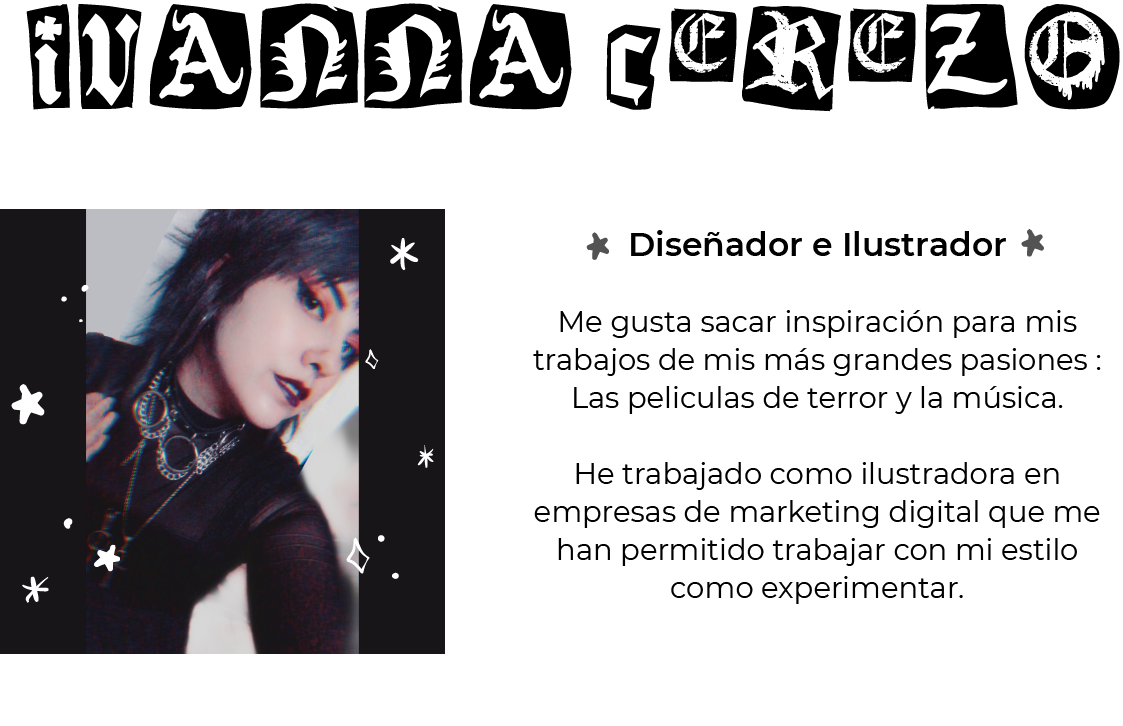 iVANNA CEREZO
Diseñador e Ilustrador
Me gusta sacar inspiración para mis
trabajos de mis más grandes pasiones :
Las peliculas de terror y la música.
He trabajado como ilustradora en
empresas de marketing digital que me
han permitido trabajar con mi estilo
como experimentar.